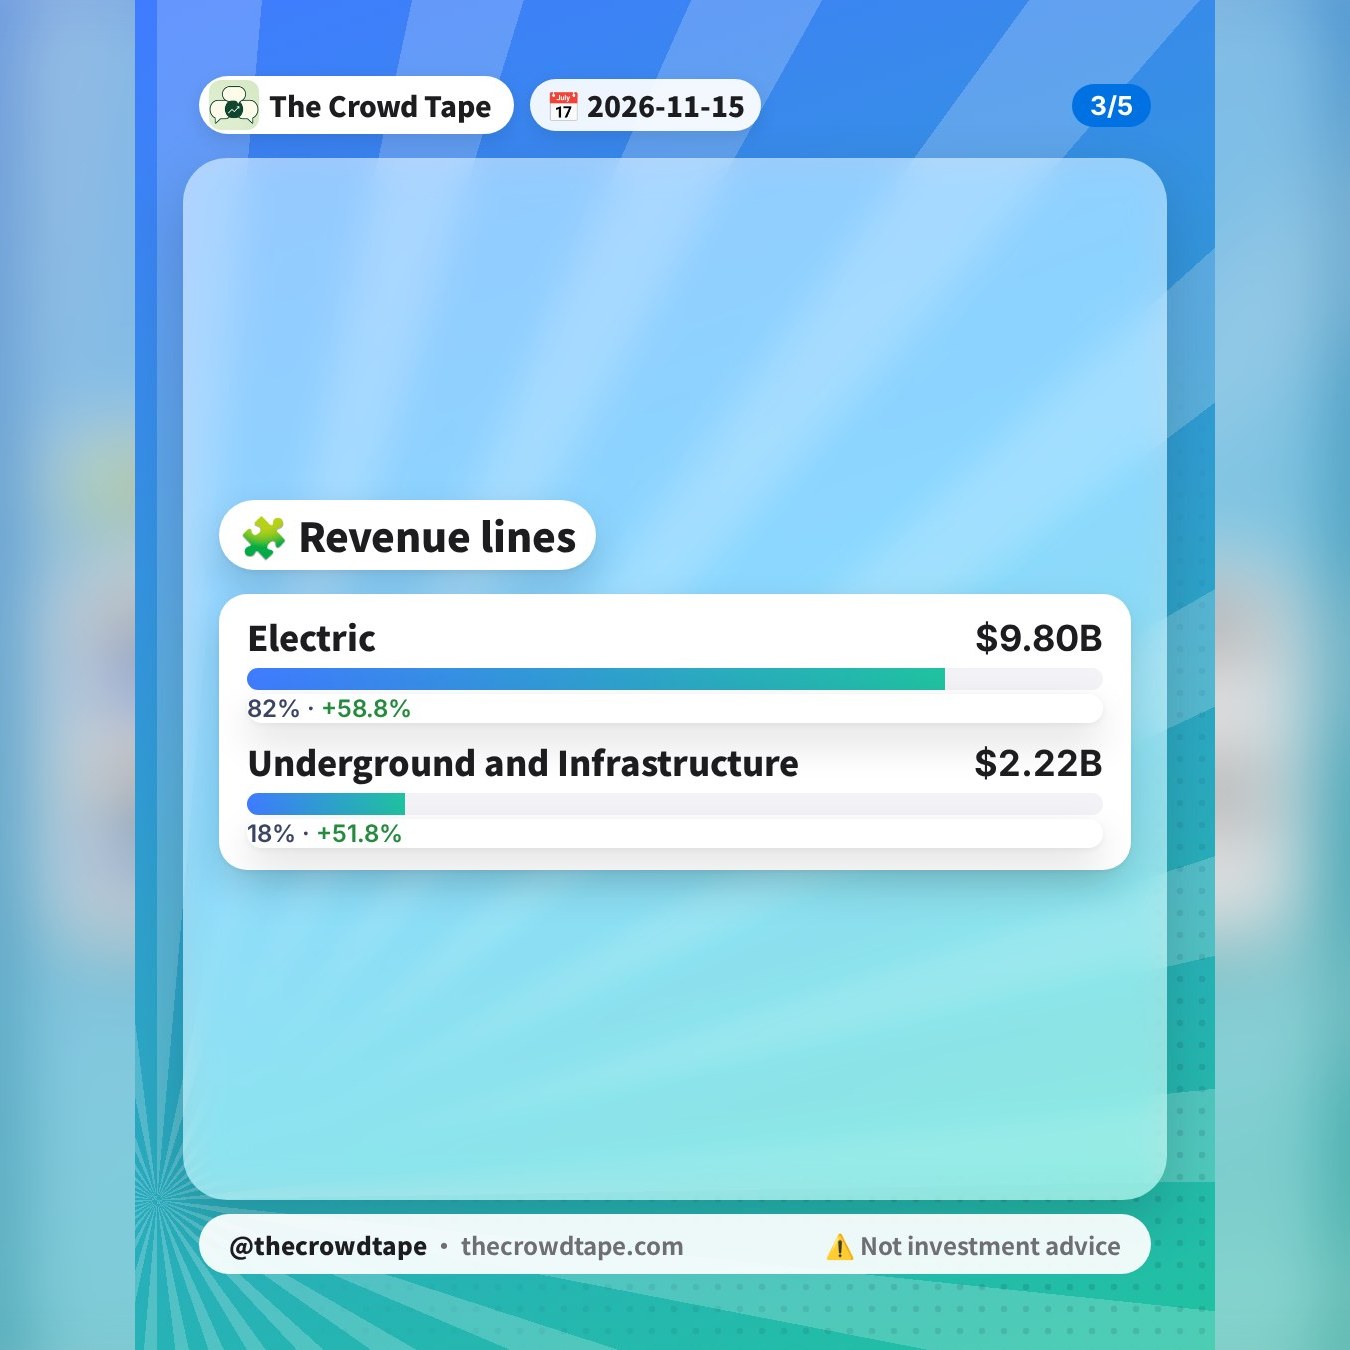 The Crowd Tape
📅 2026-11-15
3/5
🧩 Revenue lines
Electric $9.80B
82% · +58.8%
Underground and Infrastructure $2.22B
18% · +51.8%
@thecrowdtape • thecrowdtape.com ⚠️ Not investment advice